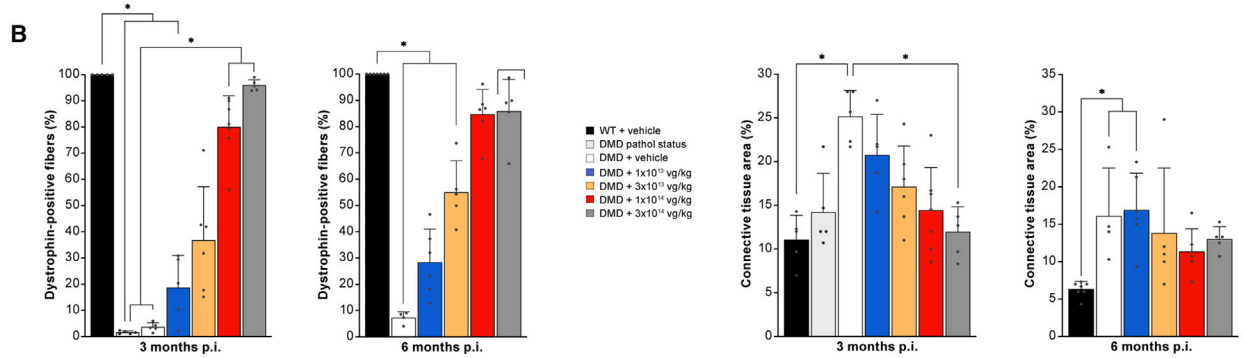 B
*
*
Dystrophin-positive fibers (%)
100
90
80
70
60
50
40
30
20
10
0
3 months p.i.
*
Dystrophin-positive fibers (%)
100
90
80
70
60
50
40
30
20
10
0
6 months p.i.
WT + vehicle
DMD pathol status
DMD + vehicle
DMD + 1x10¹³ vg/kg
DMD + 3x10¹³ vg/kg
DMD + 1x10¹⁴ vg/kg
DMD + 3x10¹⁴ vg/kg
*
*
Connective tissue area (%)
30
25
20
15
10
5
0
3 months p.i.
*
Connective tissue area (%)
35
30
25
20
15
10
5
0
6 months p.i.